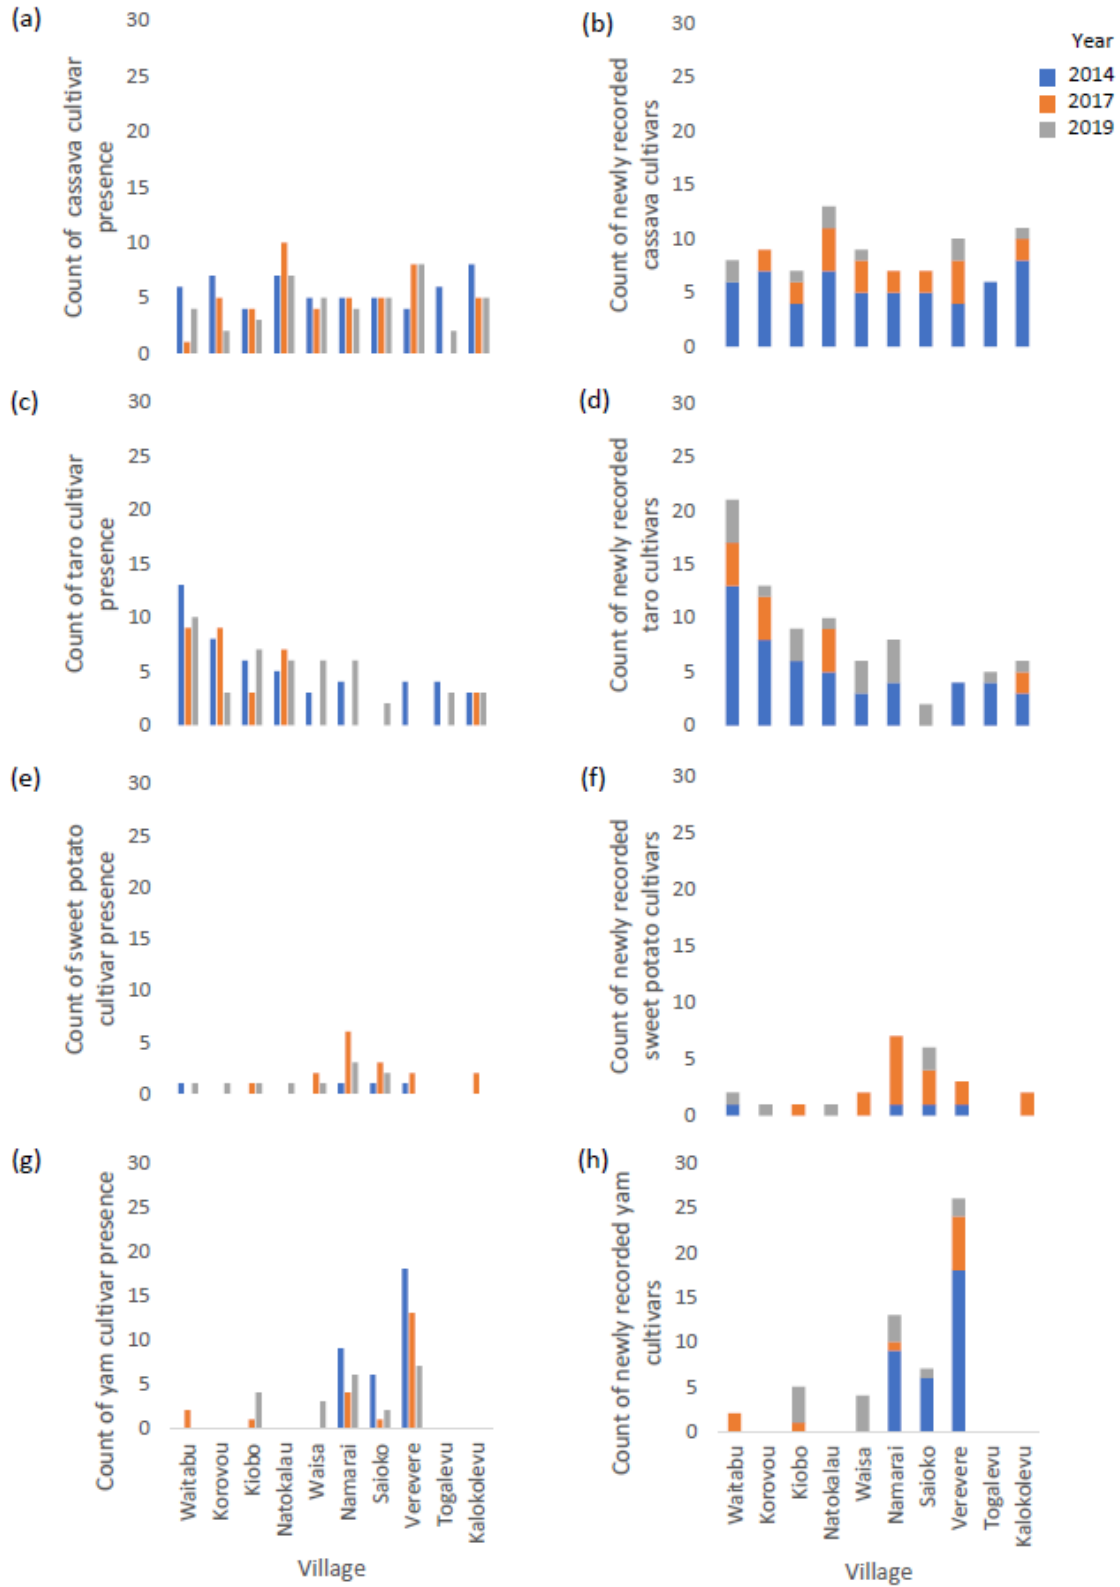 (a)
Count of cassava cultivar
presence
30
25
20
15
10
5
0
(b)
Count of newly recorded
cassava cultivars
30
25
20
15
10
5
0
Year
2014
2017
2019
(c)
Count of taro cultivar
presence
30
25
20
15
10
5
0
(d)
Count of newly recorded
taro cultivars
30
25
20
15
10
5
0
(e)
Count of sweet potato
cultivar presence
30
25
20
15
10
5
0
(f)
Count of newly recorded
sweet potato cultivars
30
25
20
15
10
5
0
(g)
Count of yam cultivar presence
30
25
20
15
10
5
0
Waitabu
Korovou
Kiobo
Natokalau
Waisa
Namarai
Saioko
Verevere
Togalevu
Kalokolevu
Village
(h)
Count of newly recorded yam
cultivars
30
25
20
15
10
5
0
Waitabu
Korovou
Kiobo
Natokalau
Waisa
Namarai
Saioko
Verevere
Togalevu
Kalokolevu
Village